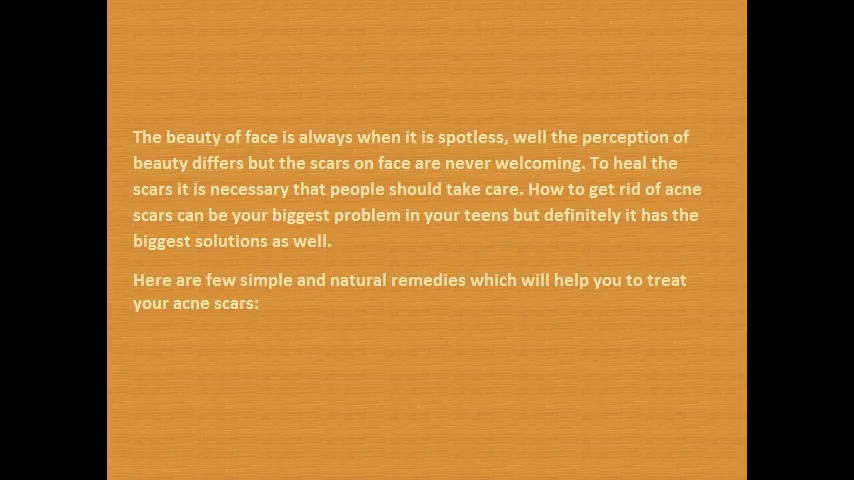 The beauty of face is always when it is spotless, well the perception of
beauty differs but the scars on face are never welcoming. To heal the
scars it is necessary that people should take care. How to get rid of acne
scars can be your biggest problem in your teens but definitely it has the
biggest solutions as well.
Here are few simple and natural remedies which will help you to treat
your acne scars: